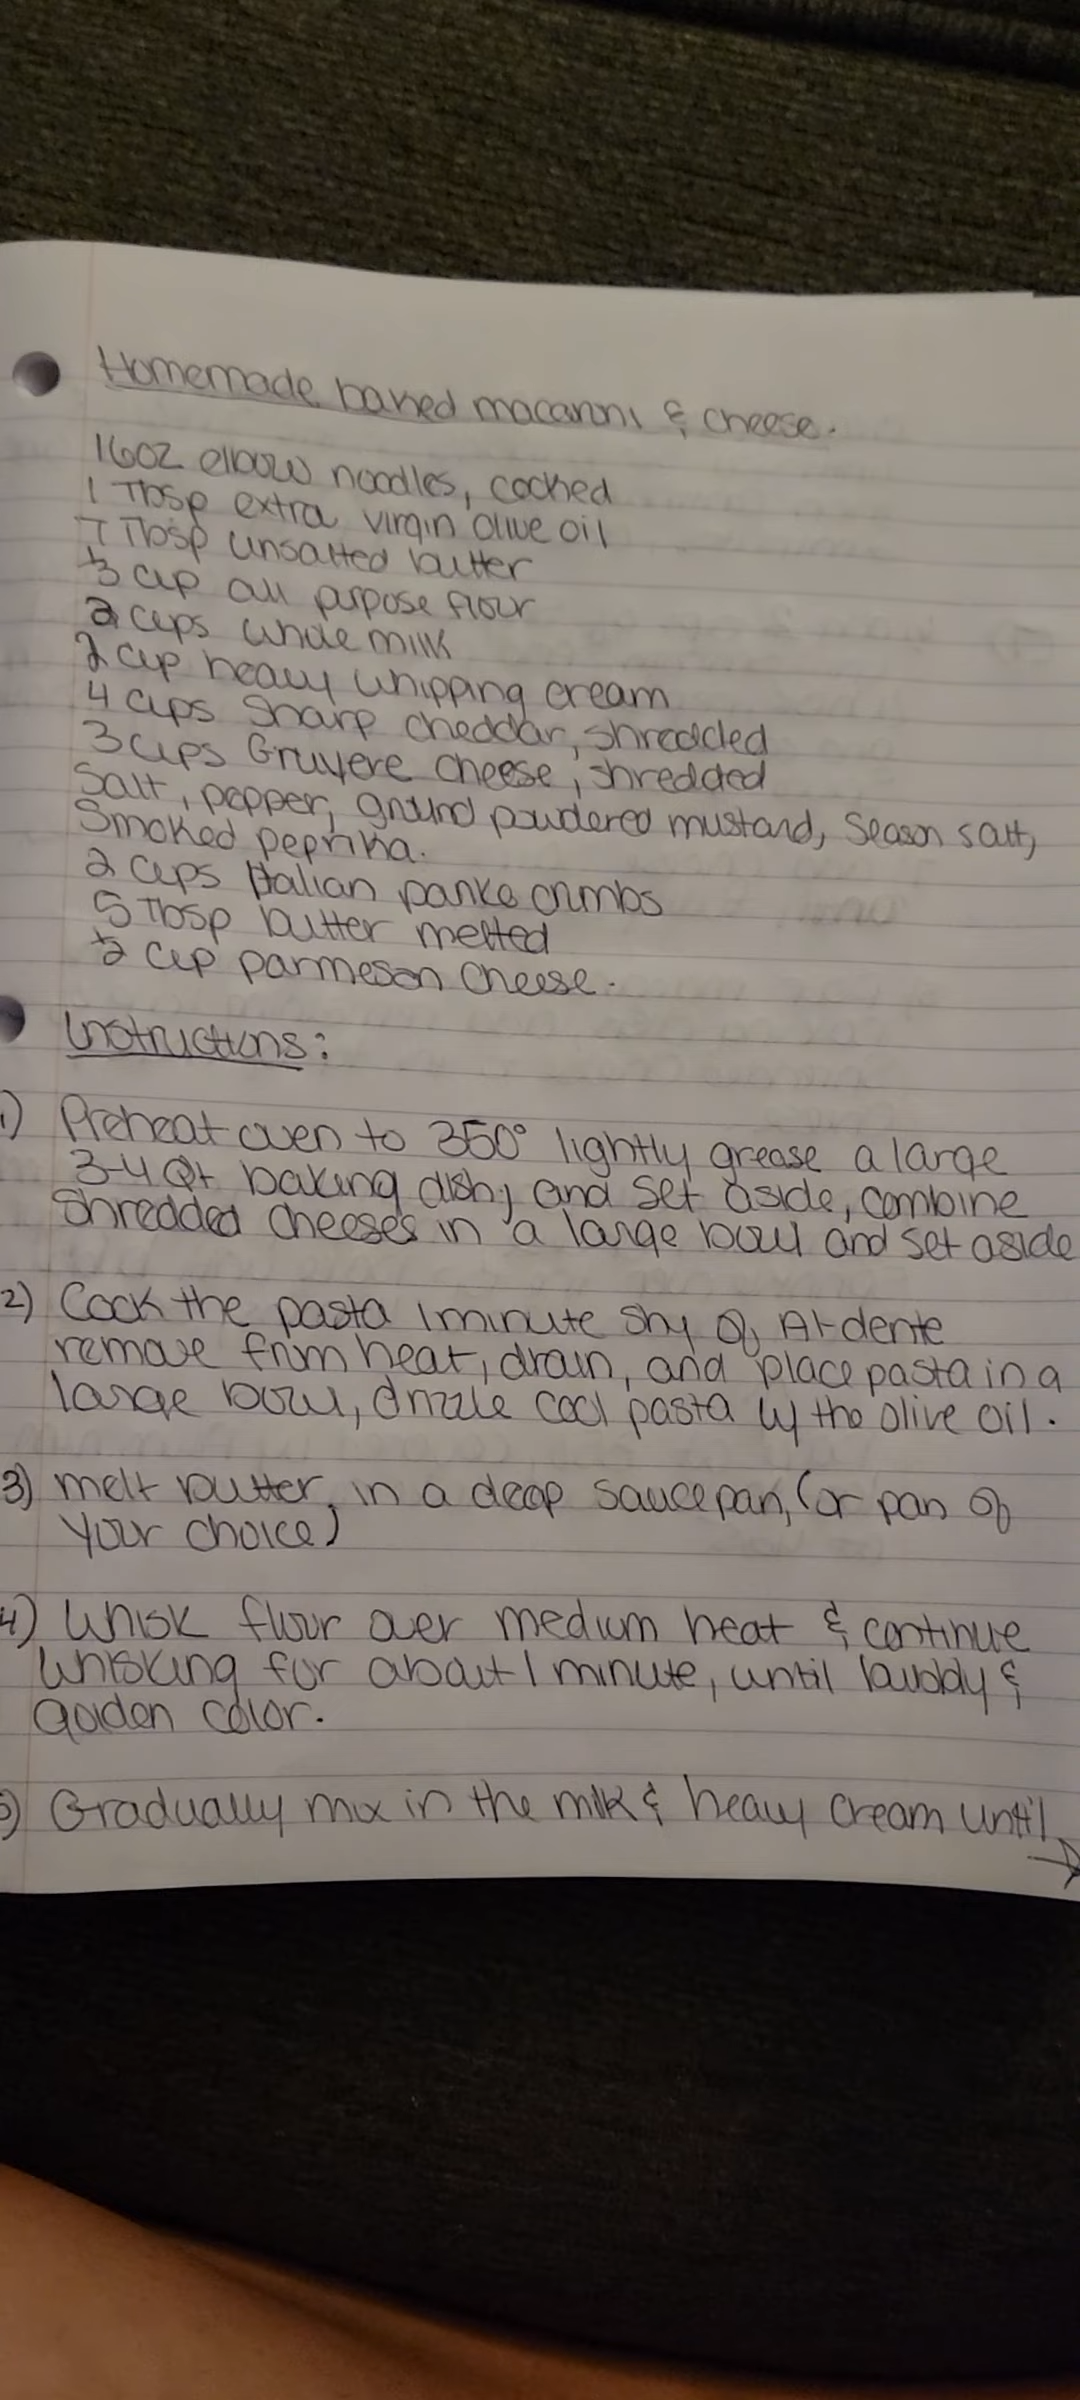 Homemade baked macaroni & cheese.
16oz elbow noodles, cooked
1 Tbsp extra virgin olive oil
7 Tbsp unsalted butter
1/3 cup all purpose flour
cups whole milk
cup heavy whipping cream
4 cups sharp cheddar, shredded
3 cups Gruyere cheese, shredded
Salt, pepper, ground powdered mustard, Season salt,
Smoked peprika.
2 cups Italian panko crumbs
5 Tbsp butter melted
1/2 cup parmeson cheese.
Instructions:
1) Preheat oven to 350° lightly grease a large
3-4 Qt baking dish, and set aside, combine
shredded cheeses in a large bowl and set aside
2) Cook the pasta 1 minute shy of Al-dente
remove from heat, drain, and place pasta in a
large bowl, drizzle cool pasta w/ the olive oil.
3) melt butter, in a deep saucepan, (or pan of
your choice)
4) Whisk flour over medium heat & continue
whisking for about 1 minute, until bubbly &
golden color.
5) Gradually mix in the milk & heavy cream until
→